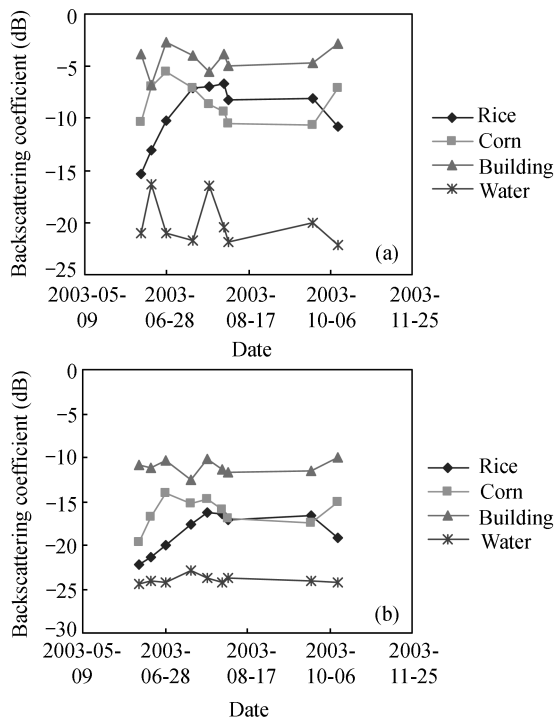 Backscattering coefficient (dB)
0
−5
−10
−15
−20
−25
(a)
2003-05-09
2003-06-28
2003-08-17
2003-10-06
2003-11-25
Date
Rice
Corn
Building
Water
Backscattering coefficient (dB)
0
−5
−10
−15
−20
−25
−30
(b)
2003-05-09
2003-06-28
2003-08-17
2003-10-06
2003-11-25
Date
Rice
Corn
Building
Water